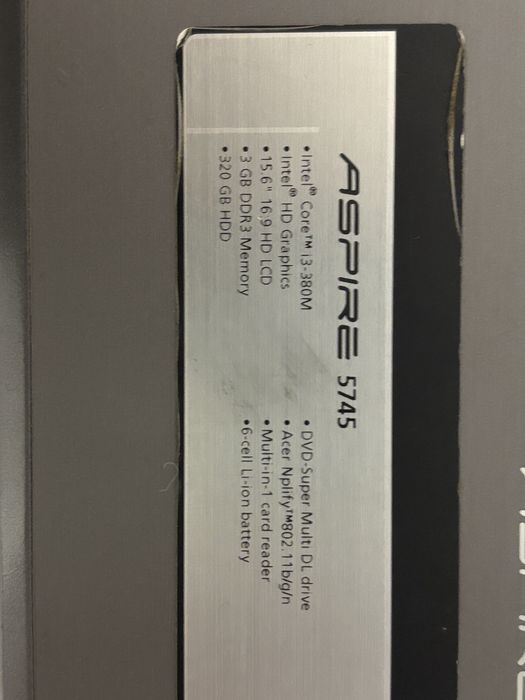 ASPIRE 5745
• Intel® Core™ i3-380M
• Intel® HD Graphics
• 15.6" 16:9 HD LCD
• 3 GB DDR3 Memory
• 320 GB HDD
• DVD-Super Multi DL drive
• Acer Nplify™802.11b/g/n
• Multi-in-1 card reader
• 6-cell Li-ion battery